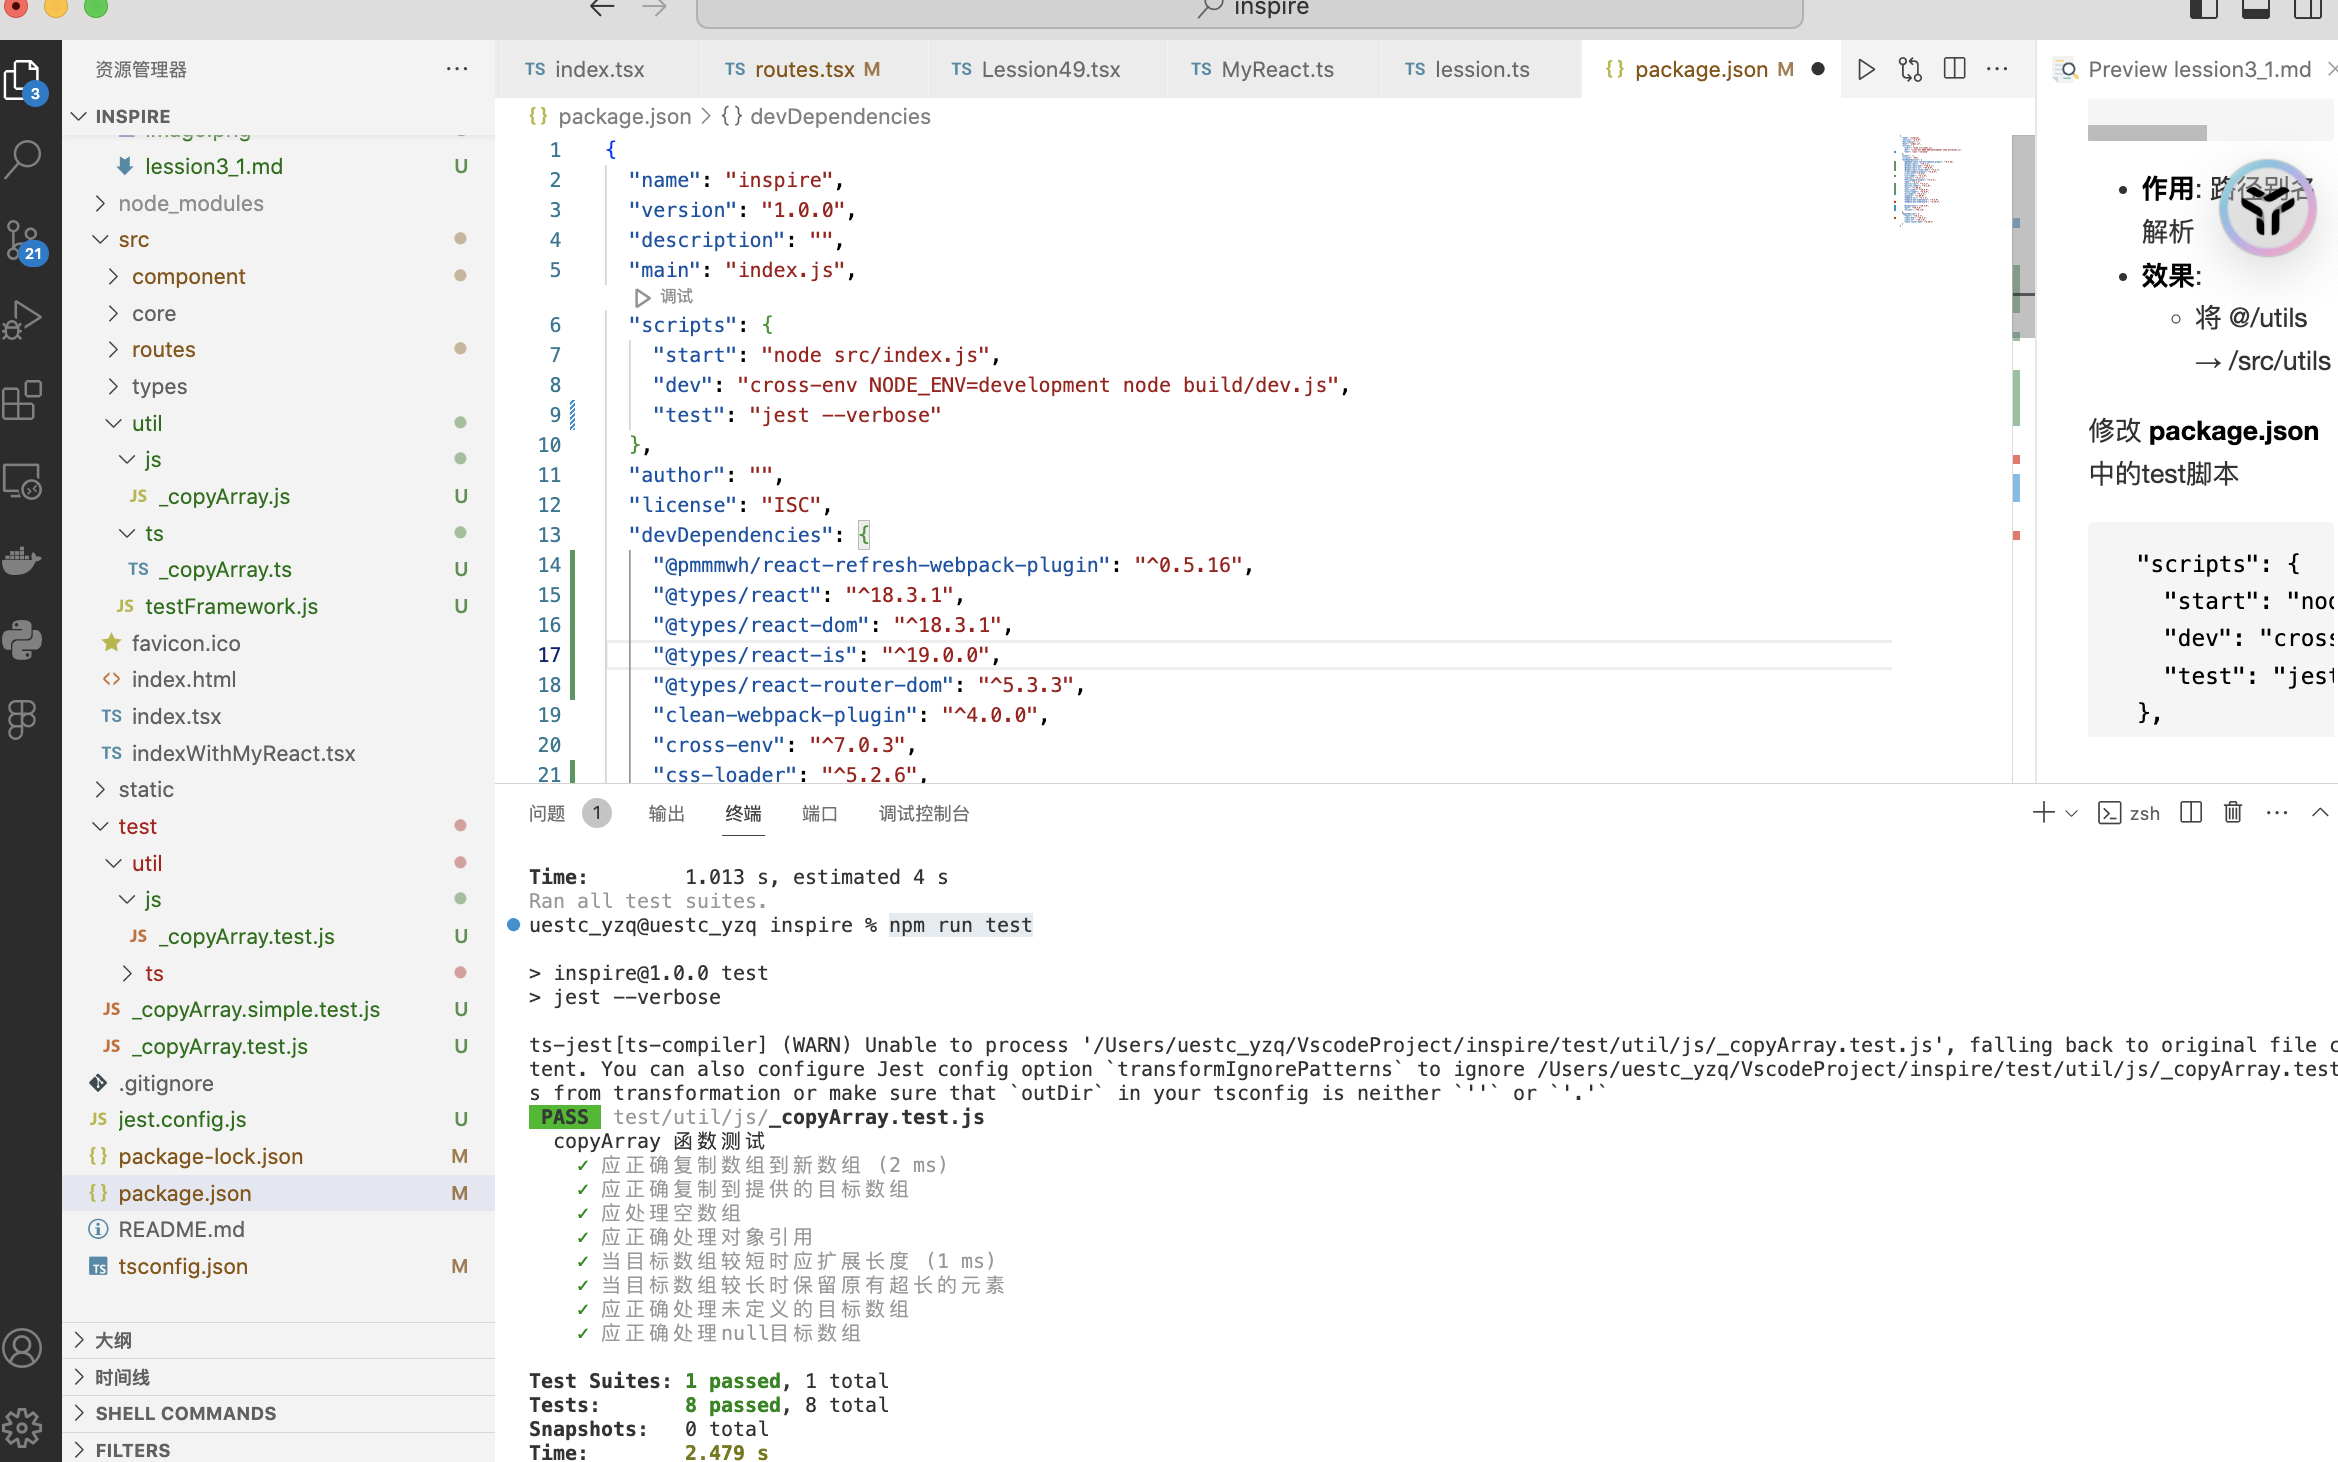 inspire
资源管理器
INSPIRE
image.png
lession3_1.md U
node_modules
src
component
core
routes
types
util
js
JS _copyArray.js U
ts
TS _copyArray.ts U
JS testFramework.js U
favicon.ico
<> index.html
TS index.tsx
TS indexWithMyReact.tsx
static
test
util
js
JS _copyArray.test.js U
ts
JS _copyArray.simple.test.js U
JS _copyArray.test.js U
.gitignore
JS jest.config.js U
{} package-lock.json M
{} package.json M
README.md
TS tsconfig.json M
大纲
时间线
SHELL COMMANDS
FILTERS
3
21
TS index.tsx
TS routes.tsx M
TS Lession49.tsx
TS MyReact.ts
TS lession.ts
{} package.json M
{} package.json > {} devDependencies
1 {
2 "name": "inspire",
3 "version": "1.0.0",
4 "description": "",
5 "main": "index.js",
调试
6 "scripts": {
7 "start": "node src/index.js",
8 "dev": "cross-env NODE_ENV=development node build/dev.js",
9 "test": "jest --verbose"
10 },
11 "author": "",
12 "license": "ISC",
13 "devDependencies": {
14 "@pmmmwh/react-refresh-webpack-plugin": "^0.5.16",
15 "@types/react": "^18.3.1",
16 "@types/react-dom": "^18.3.1",
17 "@types/react-is": "^19.0.0",
18 "@types/react-router-dom": "^5.3.3",
19 "clean-webpack-plugin": "^4.0.0",
20 "cross-env": "^7.0.3",
21 "css-loader": "^5.2.6",
Preview lession3_1.md
作用: 路径别名
解析
效果:
将 @/utils
→ /src/utils
修改 package.json
中的test脚本
"scripts": {
"start": "nod
"dev": "cross
"test": "jest
},
问题 1 输出 终端 端口 调试控制台
zsh
Time: 1.013 s, estimated 4 s
Ran all test suites.
uestc_yzq@uestc_yzq inspire % npm run test
> inspire@1.0.0 test
> jest --verbose
ts-jest[ts-compiler] (WARN) Unable to process '/Users/uestc_yzq/VscodeProject/inspire/test/util/js/_copyArray.test.js', falling back to original file c
tent. You can also configure Jest config option `transformIgnorePatterns` to ignore /Users/uestc_yzq/VscodeProject/inspire/test/util/js/_copyArray.test
s from transformation or make sure that `outDir` in your tsconfig is neither `''` or `'.'`
PASS test/util/js/_copyArray.test.js
copyArray 函数测试
✓ 应正确复制数组到新数组 (2 ms)
✓ 应正确复制到提供的目标数组
✓ 应处理空数组
✓ 应正确处理对象引用
✓ 当目标数组较短时应扩展长度 (1 ms)
✓ 当目标数组较长时保留原有超长的元素
✓ 应正确处理未定义的目标数组
✓ 应正确处理null目标数组
Test Suites: 1 passed, 1 total
Tests: 8 passed, 8 total
Snapshots: 0 total
Time: 2.479 s